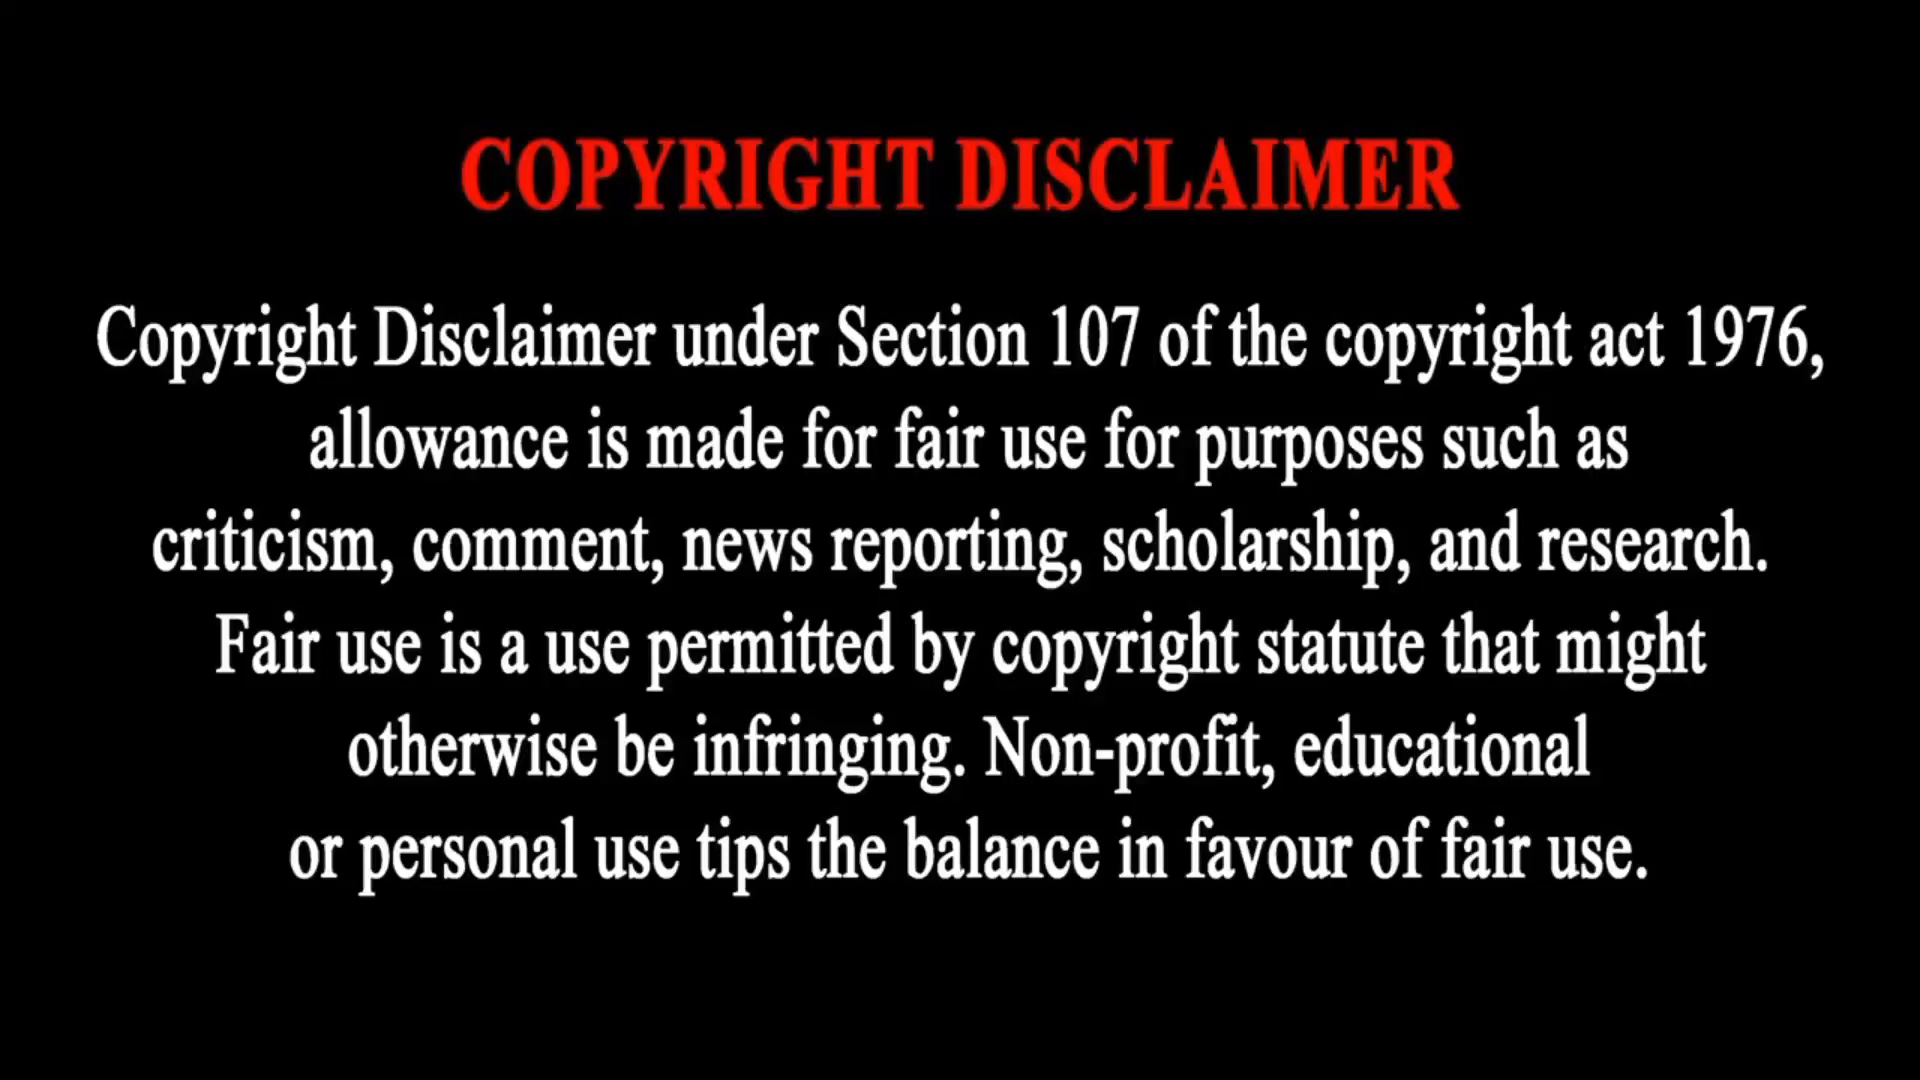 COPYRIGHT DISCLAIMER
Copyright Disclaimer under Section 107 of the copyright act 1976,
allowance is made for fair use for purposes such as
criticism, comment, news reporting, scholarship, and research.
Fair use is a use permitted by copyright statute that might
otherwise be infringing. Non-profit, educational
or personal use tips the balance in favour of fair use.